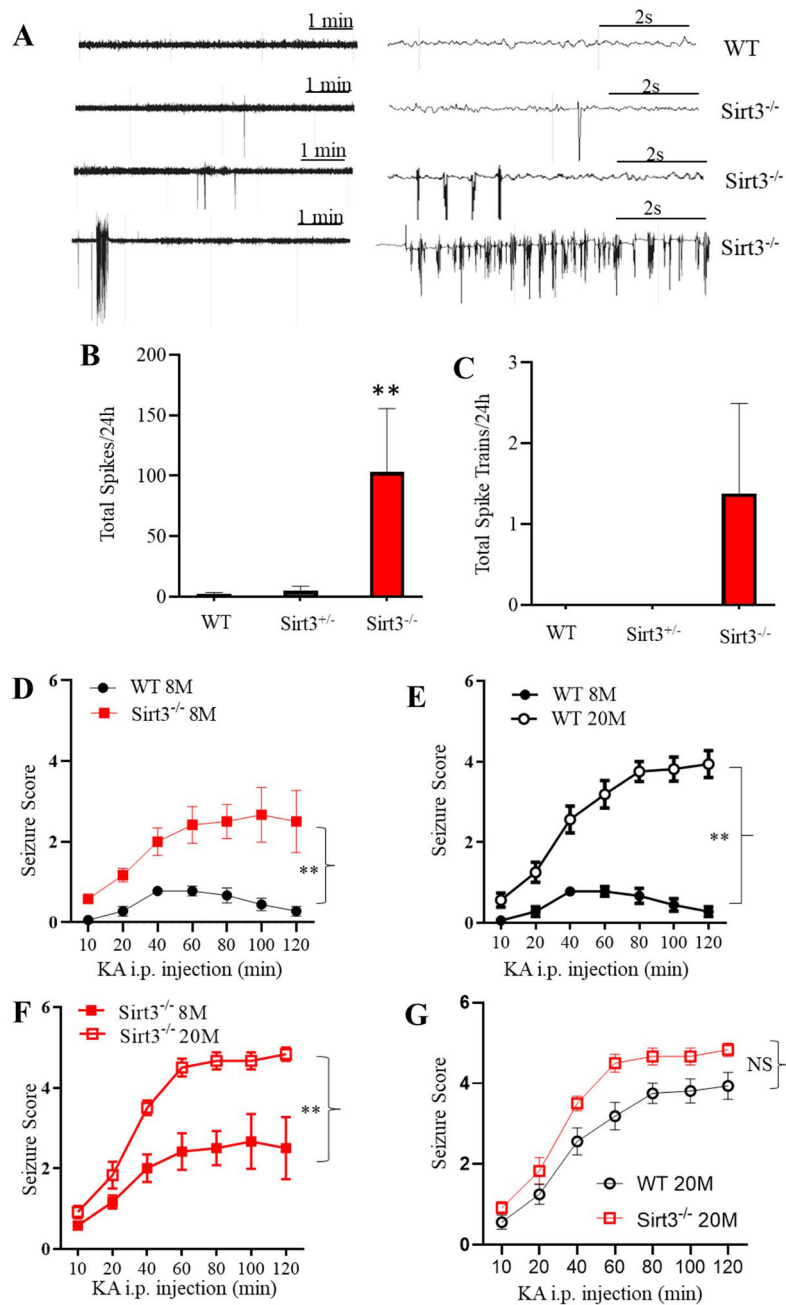 A
1 min
2s
WT
1 min
2s
Sirt3-/-
1 min
2s
Sirt3-/-
1 min
2s
Sirt3-/-
B
Total Spikes/24h
200
150
100
50
0
**
WT
Sirt3+/-
Sirt3-/-
C
Total Spike Trains/24h
3
2
1
0
WT
Sirt3+/-
Sirt3-/-
D
WT 8M
Sirt3-/- 8M
Seizure Score
6
4
2
0
**
10 20 40 60 80 100 120
KA i.p. injection (min)
E
WT 8M
WT 20M
Seizure Score
6
4
2
0
**
10 20 40 60 80 100 120
KA i.p. injection (min)
F
Sirt3-/- 8M
Sirt3-/- 20M
Seizure Score
6
4
2
0
**
10 20 40 60 80 100 120
KA i.p. injection (min)
G
Seizure Score
6
4
2
0
NS
WT 20M
Sirt3-/- 20M
10 20 40 60 80 100 120
KA i.p. injection (min)